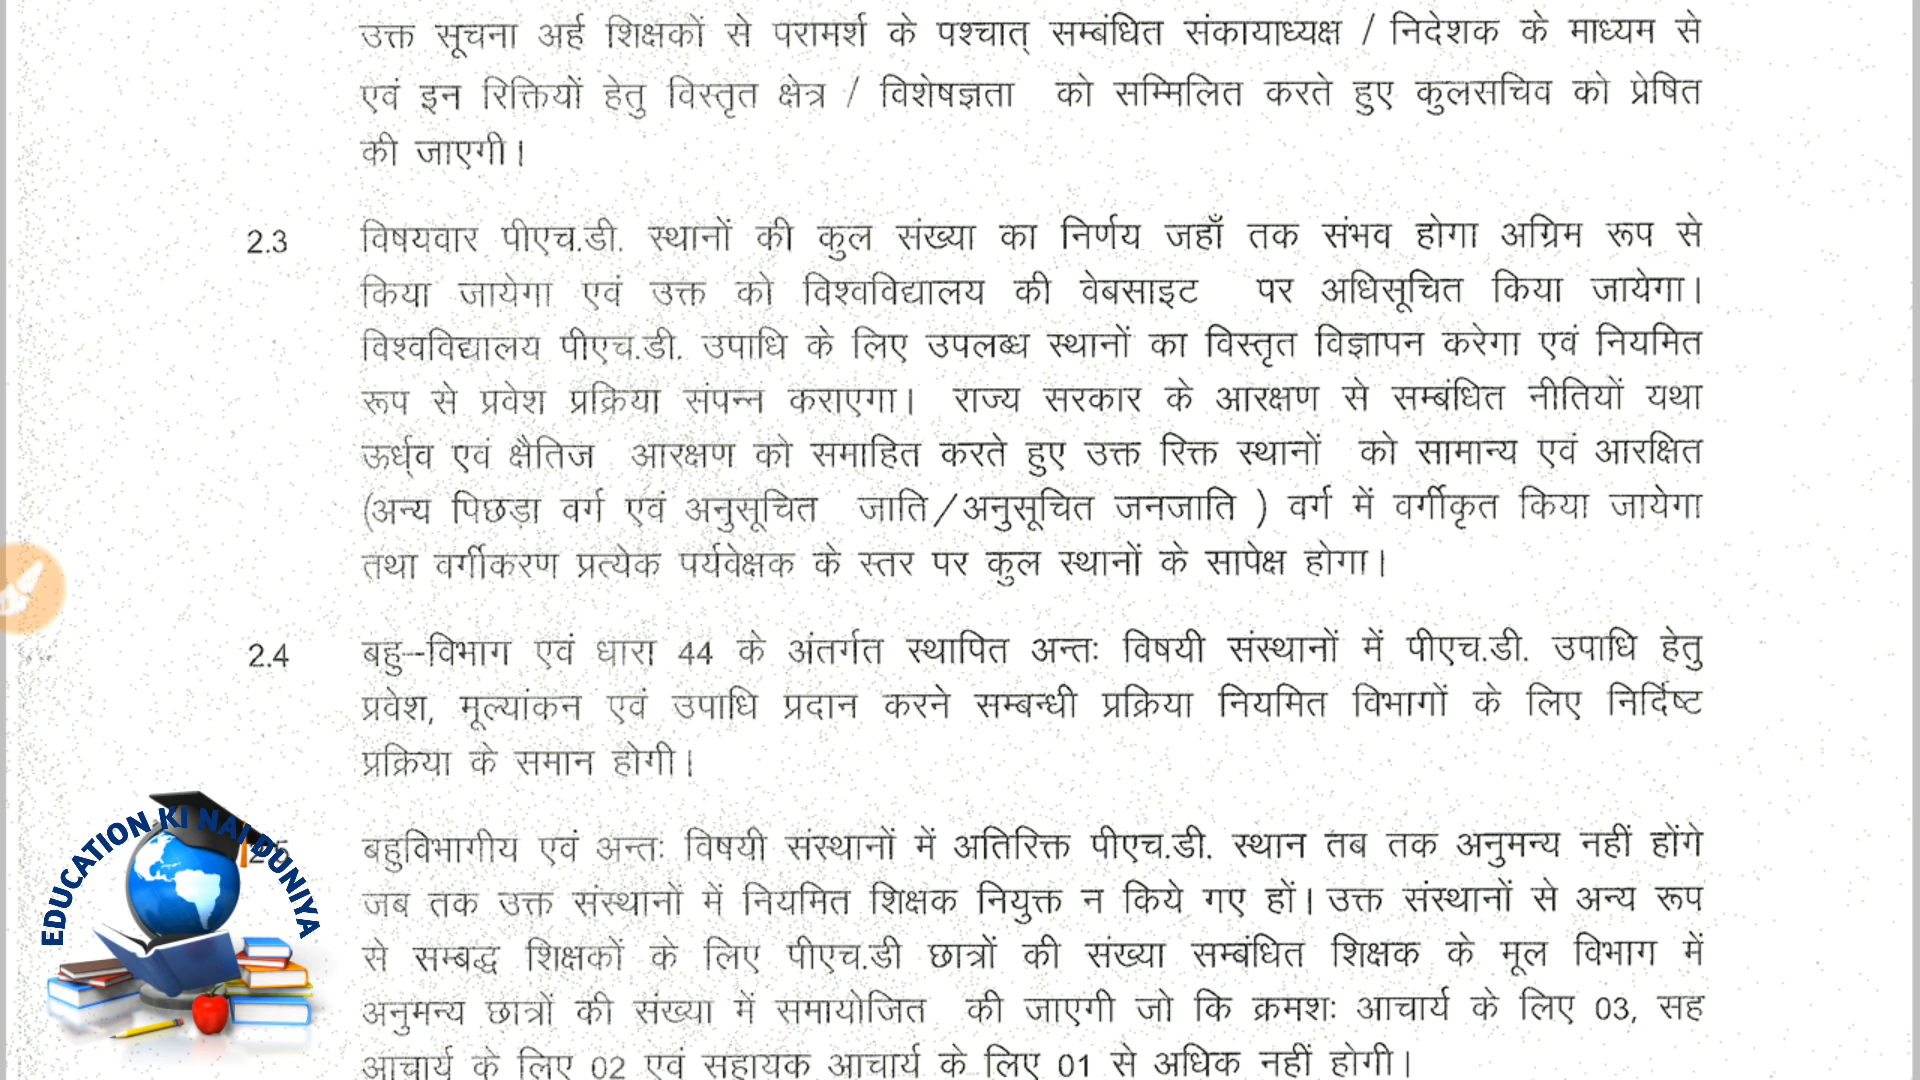 उक्त सूचना अर्ह शिक्षकों से परामर्श के पश्चात् सम्बंधित संकायाध्यक्ष / निदेशक के माध्यम से
एवं इन रिक्तियों हेतु विस्तृत क्षेत्र / विशेषज्ञता को सम्मिलित करते हुए कुलसचिव को प्रेषित
की जाएगी।
2.3 विषयवार पीएच.डी. स्थानों की कुल संख्या का निर्णय जहाँ तक संभव होगा अग्रिम रूप से
किया जायेगा एवं उक्त को विश्वविद्यालय की वेबसाइट पर अधिसूचित किया जायेगा।
विश्वविद्यालय पीएच.डी. उपाधि के लिए उपलब्ध स्थानों का विस्तृत विज्ञापन करेगा एवं नियमित
रूप से प्रवेश प्रक्रिया संपन्न कराएगा। राज्य सरकार के आरक्षण से सम्बंधित नीतियों यथा
ऊर्ध्व एवं क्षैतिज आरक्षण को समाहित करते हुए उक्त रिक्त स्थानों को सामान्य एवं आरक्षित
(अन्य पिछड़ा वर्ग एवं अनुसूचित जाति/अनुसूचित जनजाति ) वर्ग में वर्गीकृत किया जायेगा
तथा वर्गीकरण प्रत्येक पर्यवेक्षक के स्तर पर कुल स्थानों के सापेक्ष होगा।
2.4 बहु--विभाग एवं धारा 44 के अंतर्गत स्थापित अन्तः विषयी संस्थानों में पीएच.डी. उपाधि हेतु
प्रवेश, मूल्यांकन एवं उपाधि प्रदान करने सम्बन्धी प्रक्रिया नियमित विभागों के लिए निर्दिष्ट
प्रक्रिया के समान होगी।
2.5 बहुविभागीय एवं अन्तः विषयी संस्थानों में अतिरिक्त पीएच.डी. स्थान तब तक अनुमन्य नहीं होंगे
जब तक उक्त संस्थानों में नियमित शिक्षक नियुक्त न किये गए हों। उक्त संस्थानों से अन्य रूप
से सम्बद्ध शिक्षकों के लिए पीएच.डी छात्रों की संख्या सम्बंधित शिक्षक के मूल विभाग में
अनुमन्य छात्रों की संख्या में समायोजित की जाएगी जो कि क्रमशः आचार्य के लिए 03, सह
आचार्य के लिए 02 एवं सहायक आचार्य के लिए 01 से अधिक नहीं होगी।
EDUCATION KI NAI DUNIYA